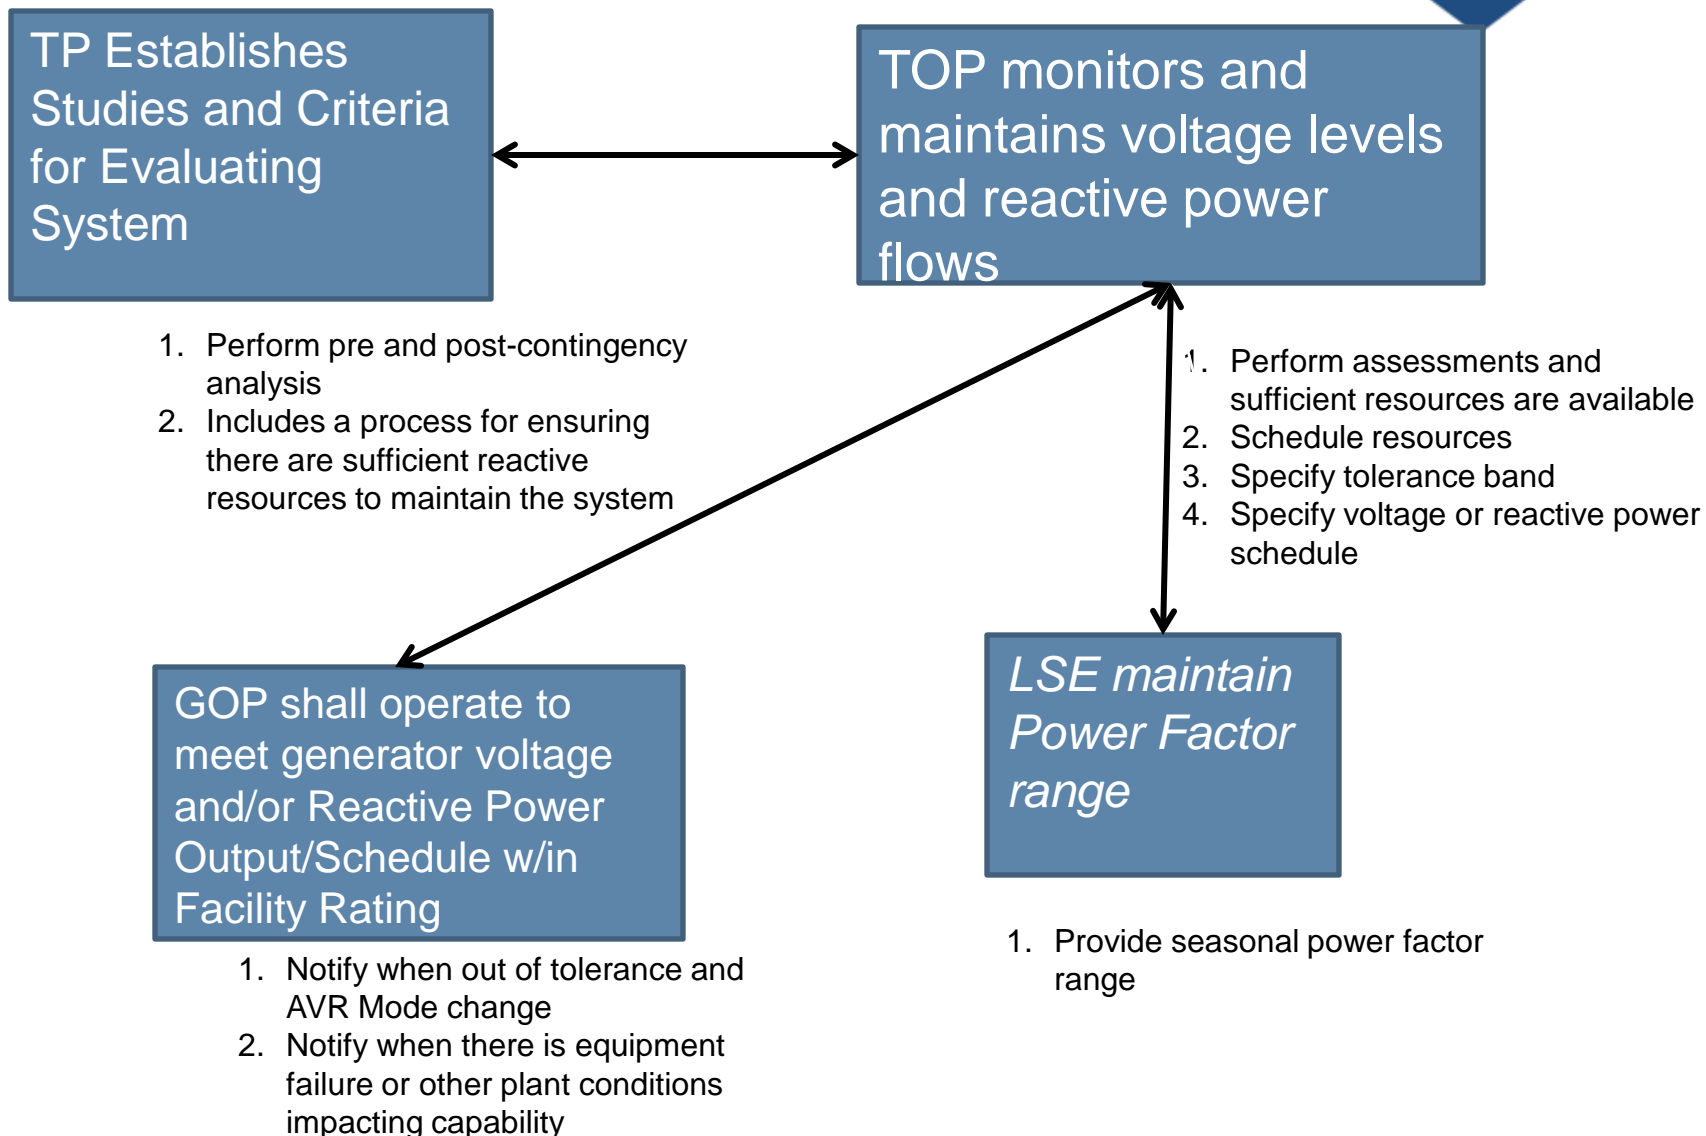 TP Establishes
Studies and Criteria
for Evaluating
System
TOP monitors and
maintains voltage levels
and reactive power
flows
1. Perform pre and post-contingency
analysis
2. Includes a process for ensuring
there are sufficient reactive
resources to maintain the system
1. Perform assessments and
sufficient resources are available
2. Schedule resources
3. Specify tolerance band
4. Specify voltage or reactive power
schedule
GOP shall operate to
meet generator voltage
and/or Reactive Power
Output/Schedule w/in
Facility Rating
LSE maintain
Power Factor
range
1. Notify when out of tolerance and
AVR Mode change
2. Notify when there is equipment
failure or other plant conditions
impacting capability
1. Provide seasonal power factor
range